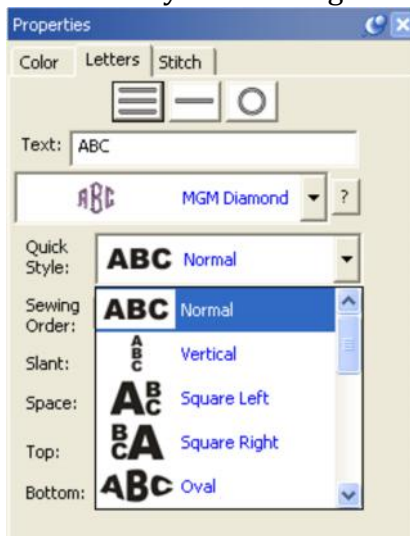 Properties
Color Letters Stitch
Text: ABC
ABC MGM Diamond ?
Quick Style: ABC Normal
Sewing Order: ABC Normal
Slant: ABC Vertical
Space: ABC Square Left
Top: BCA Square Right
Bottom: ABC Oval